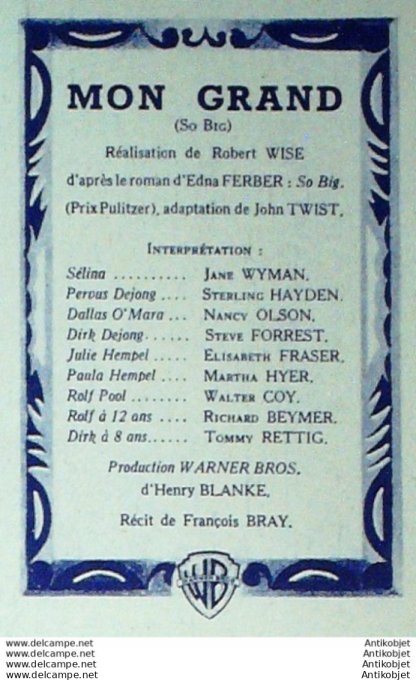 MON GRAND
(So Big)
Réalisation de Robert WISE
d'après le roman d'Edna FERBER : So Big.
(Prix Pulitzer), adaptation de John TWIST.
Interprétation :
Sélina .......... Jane WYMAN.
Pervus Dejong .... Sterling HAYDEN.
Dallas O'Mara ... Nancy OLSON.
Dirk Dejong...... Steve FORREST.
Julie Hempel ..... Elisabeth FRASER.
Paula Hempel .... Martha HYER.
Rolf Pool ........ Walter COY.
Rolf à 12 ans .... Richard BEYMER.
Dirk à 8 ans...... Tommy RETTIG.
Production WARNER BROS.
d'Henry BLANKE.
Récit de François BRAY.
WB
www.delcampe.net Antikobjet
www.delcampe.net Antikobjet
www.delcampe.net Antikobjet